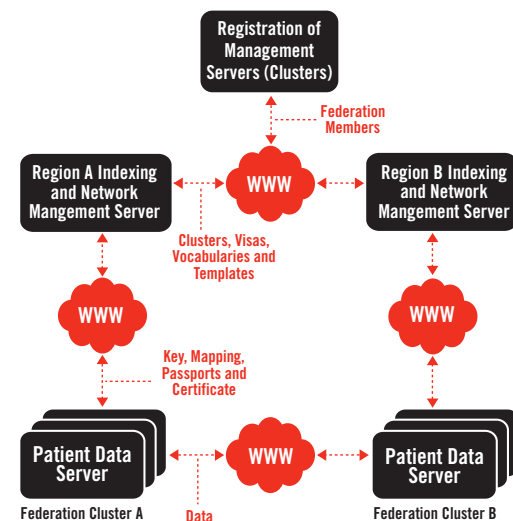 Registration of
Management
Servers (Clusters)
Federation
Members
Region A Indexing
and Network
Mangement Server
WWW
Region B Indexing
and Network
Mangement Server
Clusters, Visas,
Vocabularies and
Templates
WWW
WWW
Key, Mapping,
Passports and
Certificate
Patient Data
Server
WWW
Patient Data
Server
Federation Cluster A
Data
Federation Cluster B